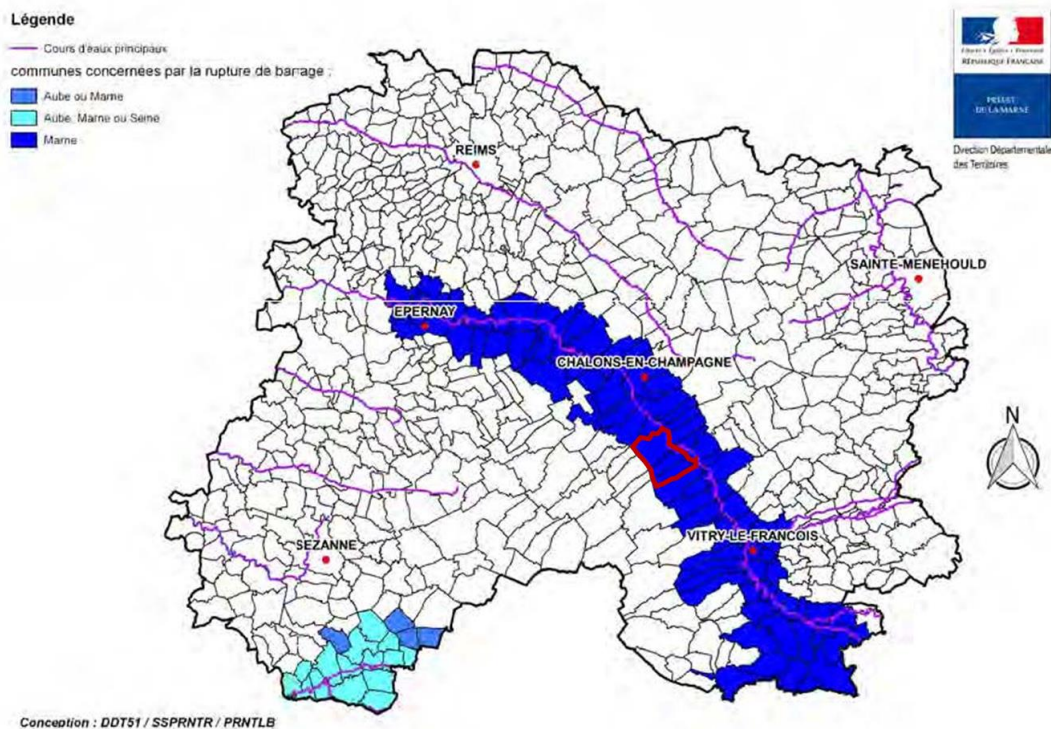 Légende
Cours d'eaux principaux
communes concernées par la rupture de barrage :
Aube ou Marne
Aube, Marne ou Seine
Marne
RÉPUBLIQUE FRANÇAISE
PRÉFET
DE LA MARNE
Direction Départementale
des Territoires
REIMS
SAINTE-MENEHOULD
EPERNAY
CHALONS-EN-CHAMPAGNE
N
VITRY-LE-FRANCOIS
SEZANNE
Conception : DDT51 / SSPRNTR / PRNTLB